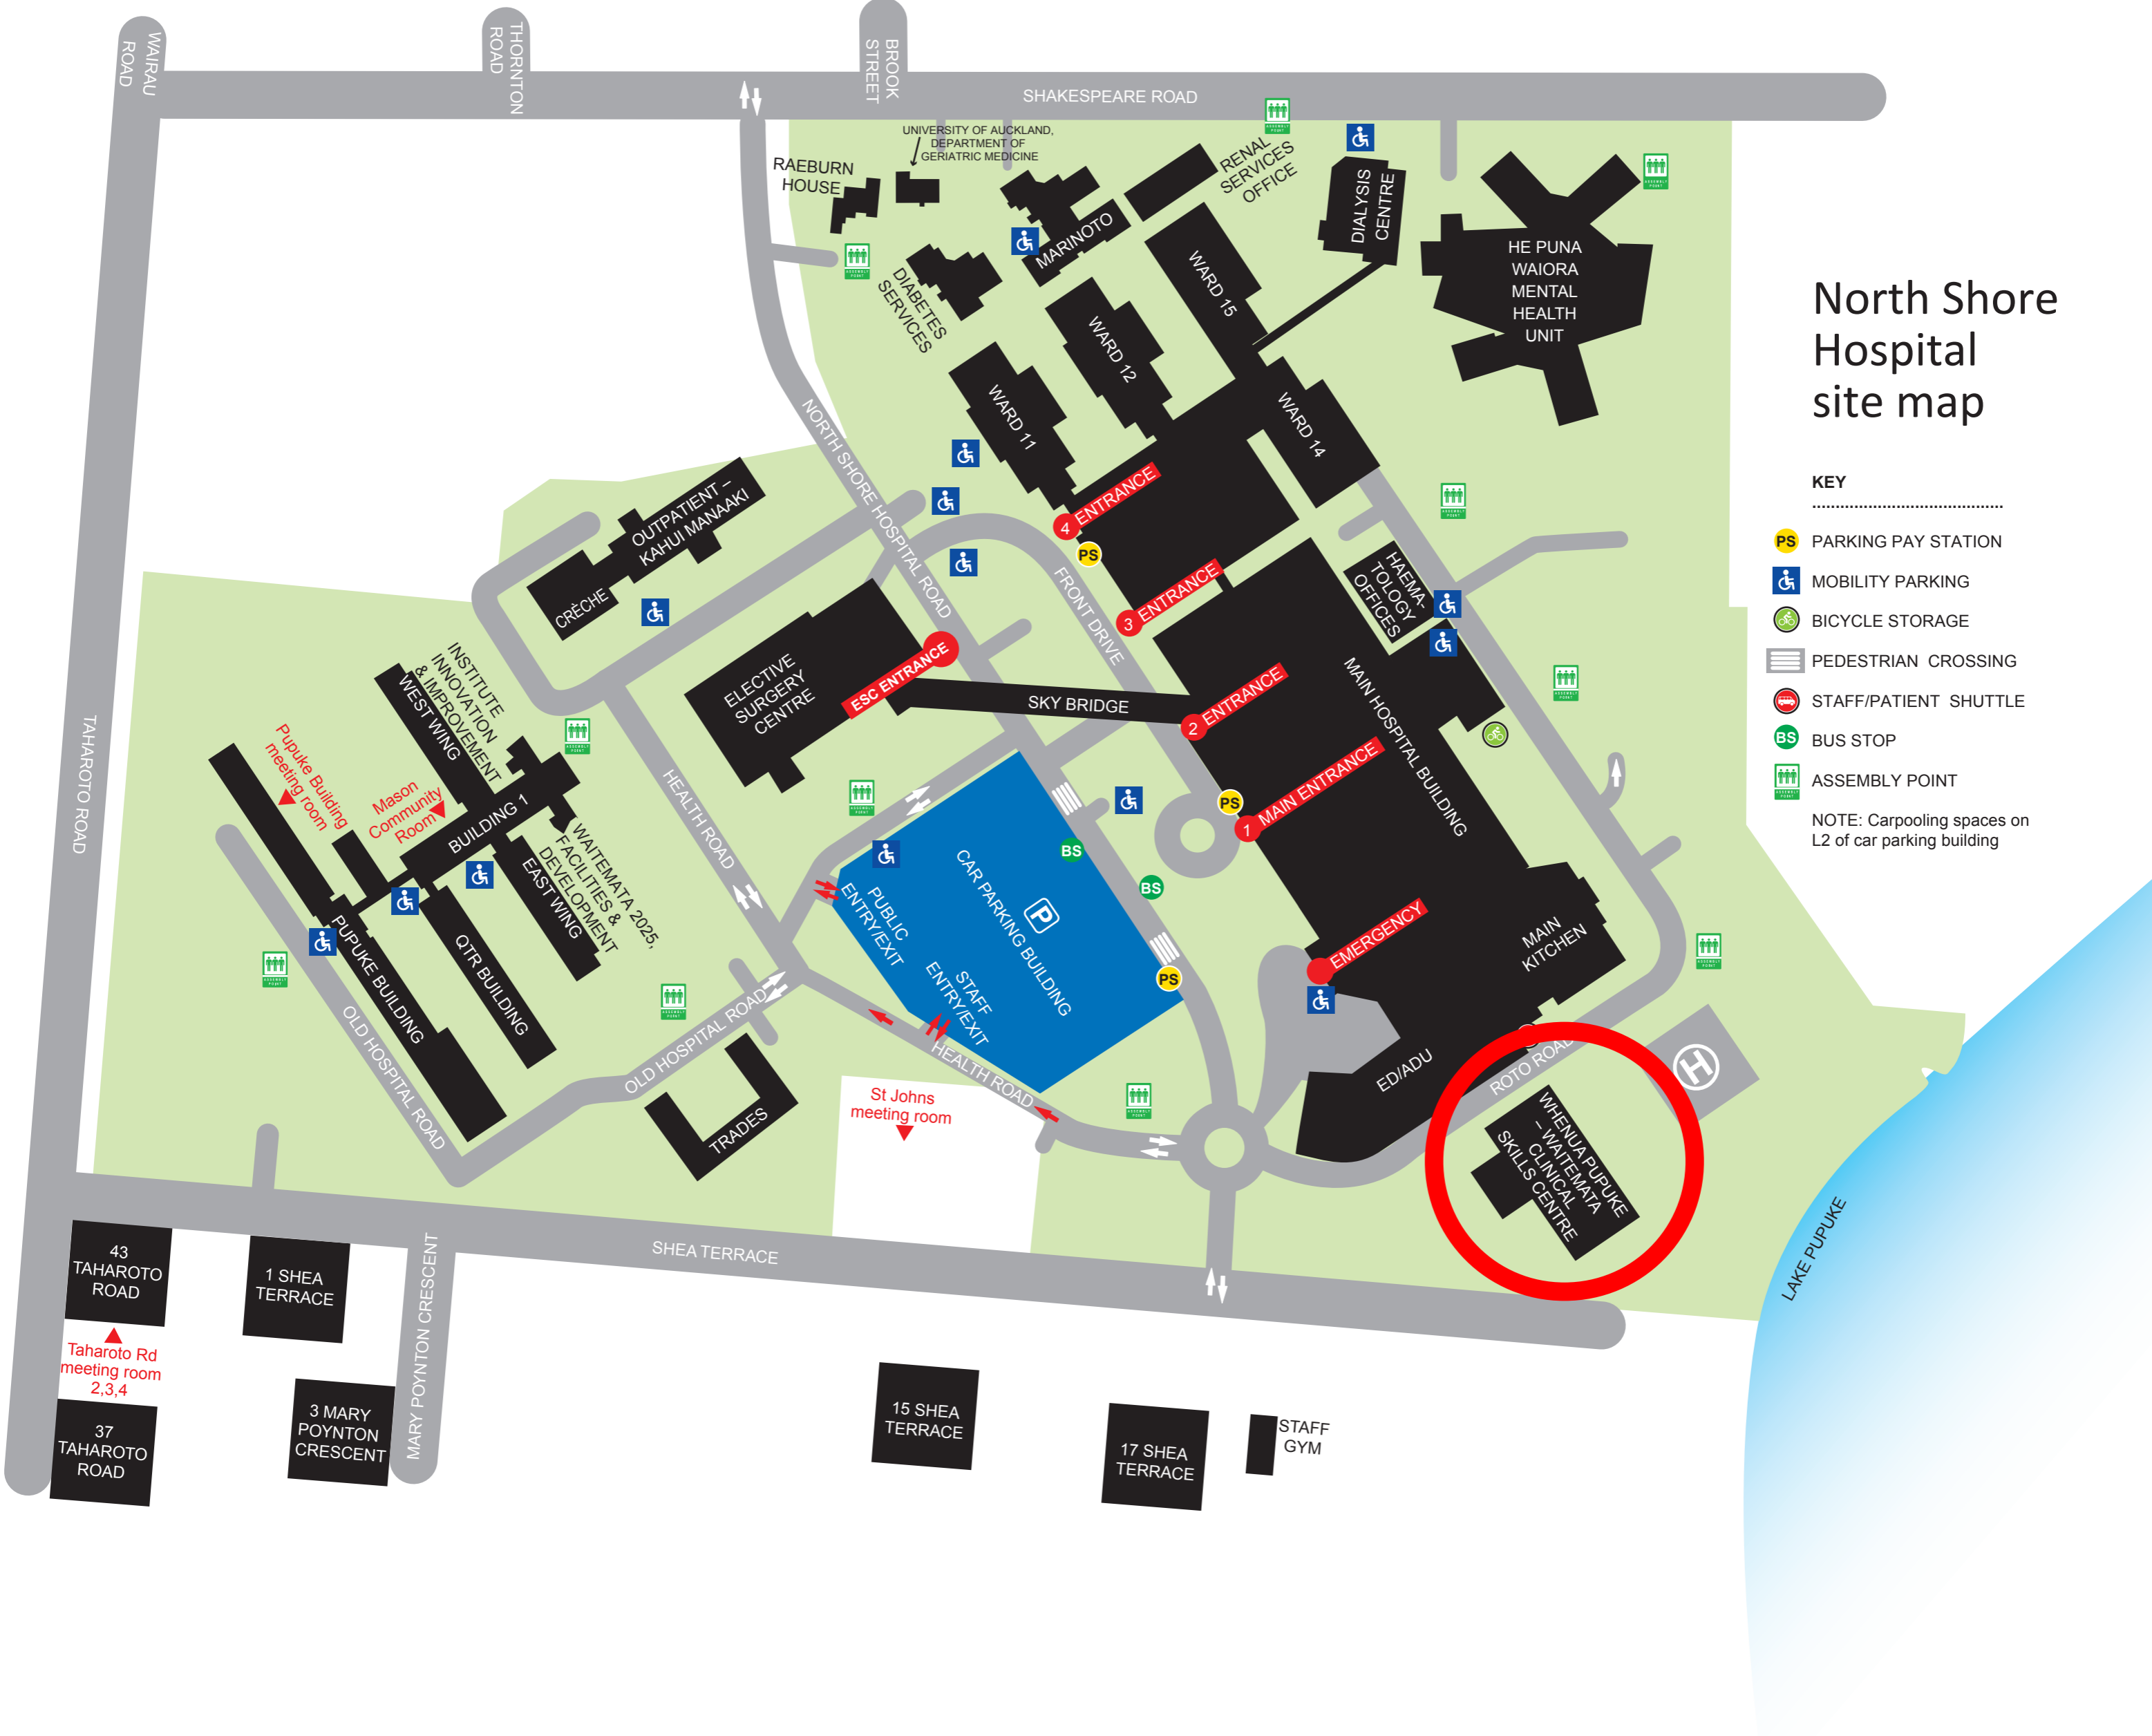 WAIRAU
ROAD
THORNTON
ROAD
BROOK
STREET
SHAKESPEARE ROAD
UNIVERSITY OF AUCKLAND,
DEPARTMENT OF
GERIATRIC MEDICINE
RAEBURN
HOUSE
RENAL
SERVICES
OFFICE
DIALYSIS
CENTRE
MARINOTO
DIABETES
SERVICES
WARD 15
WARD 12
WARD 11
WARD 14
HE PUNA
WAIORA
MENTAL
HEALTH
UNIT
North Shore
Hospital
site map
KEY
PS PARKING PAY STATION
MOBILITY PARKING
BICYCLE STORAGE
PEDESTRIAN CROSSING
STAFF/PATIENT SHUTTLE
BS BUS STOP
ASSEMBLY POINT
NOTE: Carpooling spaces on
L2 of car parking building
NORTH SHORE HOSPITAL ROAD
OUTPATIENT –
KAHUI MANAAKI
CRÈCHE
4 ENTRANCE
PS
FRONT DRIVE
3 ENTRANCE
HAEMA-
TOLOGY
OFFICES
ELECTIVE
SURGERY
CENTRE
ESC ENTRANCE
SKY BRIDGE
2 ENTRANCE
MAIN HOSPITAL BUILDING
PS
1 MAIN ENTRANCE
INSTITUTE
INNOVATION
& IMPROVEMENT
WEST WING
Pupuke Building
meeting room
Mason
Community
Room
BUILDING 1
WAITEMATA 2025,
FACILITIES &
DEVELOPMENT
EAST WING
QTR BUILDING
PUPUKE BUILDING
TAHAROTO ROAD
HEALTH ROAD
OLD HOSPITAL ROAD
OLD HOSPITAL ROAD
TRADES
BS
BS
PUBLIC
ENTRY/EXIT
CAR PARKING BUILDING
P
STAFF
ENTRY/EXIT
PS
HEALTH ROAD
EMERGENCY
MAIN
KITCHEN
ED/ADU
ROTO ROAD
H
WHENUA PUPUKE
– WAITEMATA
CLINICAL
SKILLS CENTRE
LAKE PUPUKE
St Johns
meeting room
SHEA TERRACE
43
TAHAROTO
ROAD
1 SHEA
TERRACE
MARY POYNTON CRESCENT
Taharoto Rd
meeting room
2,3,4
37
TAHAROTO
ROAD
3 MARY
POYNTON
CRESCENT
15 SHEA
TERRACE
17 SHEA
TERRACE
STAFF
GYM